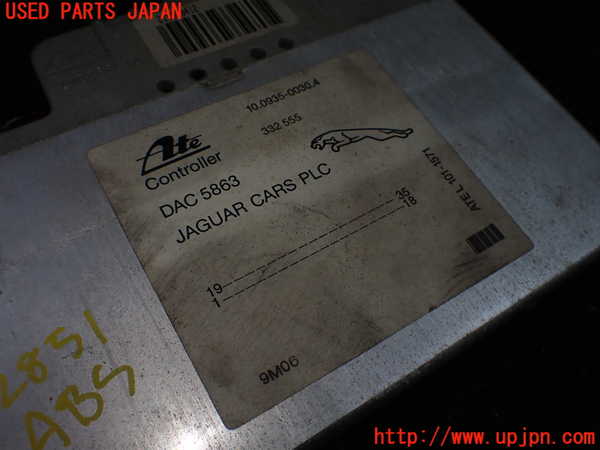 USED PARTS JAPAN
10.0935-0030.4
332 555
Ate
Controller
DAC 5863
JAGUAR CARS PLC
ATE L 101-1571
35
18
19
1
9M06
2851
ABS
http://www.upjpn.com/